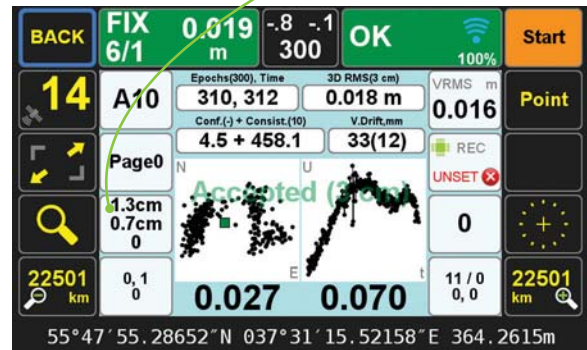 BACK
FIX
6/1
0.019
m
-.8 -.1
300
OK
100%
Start
14
A10
Epochs(300), Time
310, 312
3D RMS(3 cm)
0.018 m
VRMS m
0.016
Point
Conf.(-) + Consist.(10)
4.5 + 458.1
V.Drift,mm
33(12)
Page0
REC
UNSET
N
U
Accepted (3 cm)
1.3cm
0.7cm
0
0
E
t
22501
km
0, 1
0
0.027
0.070
11 / 0
0, 0
22501
km
55°47′55.28652″N 037°31′15.52158″E 364.2615m